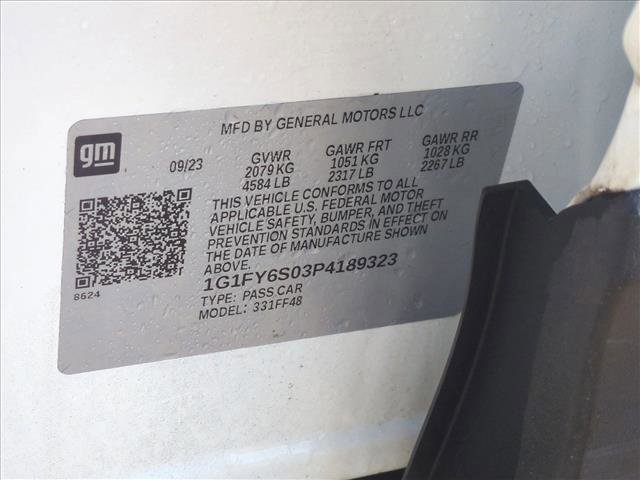 MFD BY GENERAL MOTORS LLC
gm
09/23 GVWR GAWR FRT GAWR RR
2079 KG 1051 KG 1028 KG
4584 LB 2317 LB 2267 LB
THIS VEHICLE CONFORMS TO ALL
APPLICABLE U.S. FEDERAL MOTOR
VEHICLE SAFETY, BUMPER, AND THEFT
PREVENTION STANDARDS IN EFFECT ON
THE DATE OF MANUFACTURE SHOWN
ABOVE.
8624
1G1FY6S03P4189323
TYPE: PASS CAR
MODEL: 331FF48